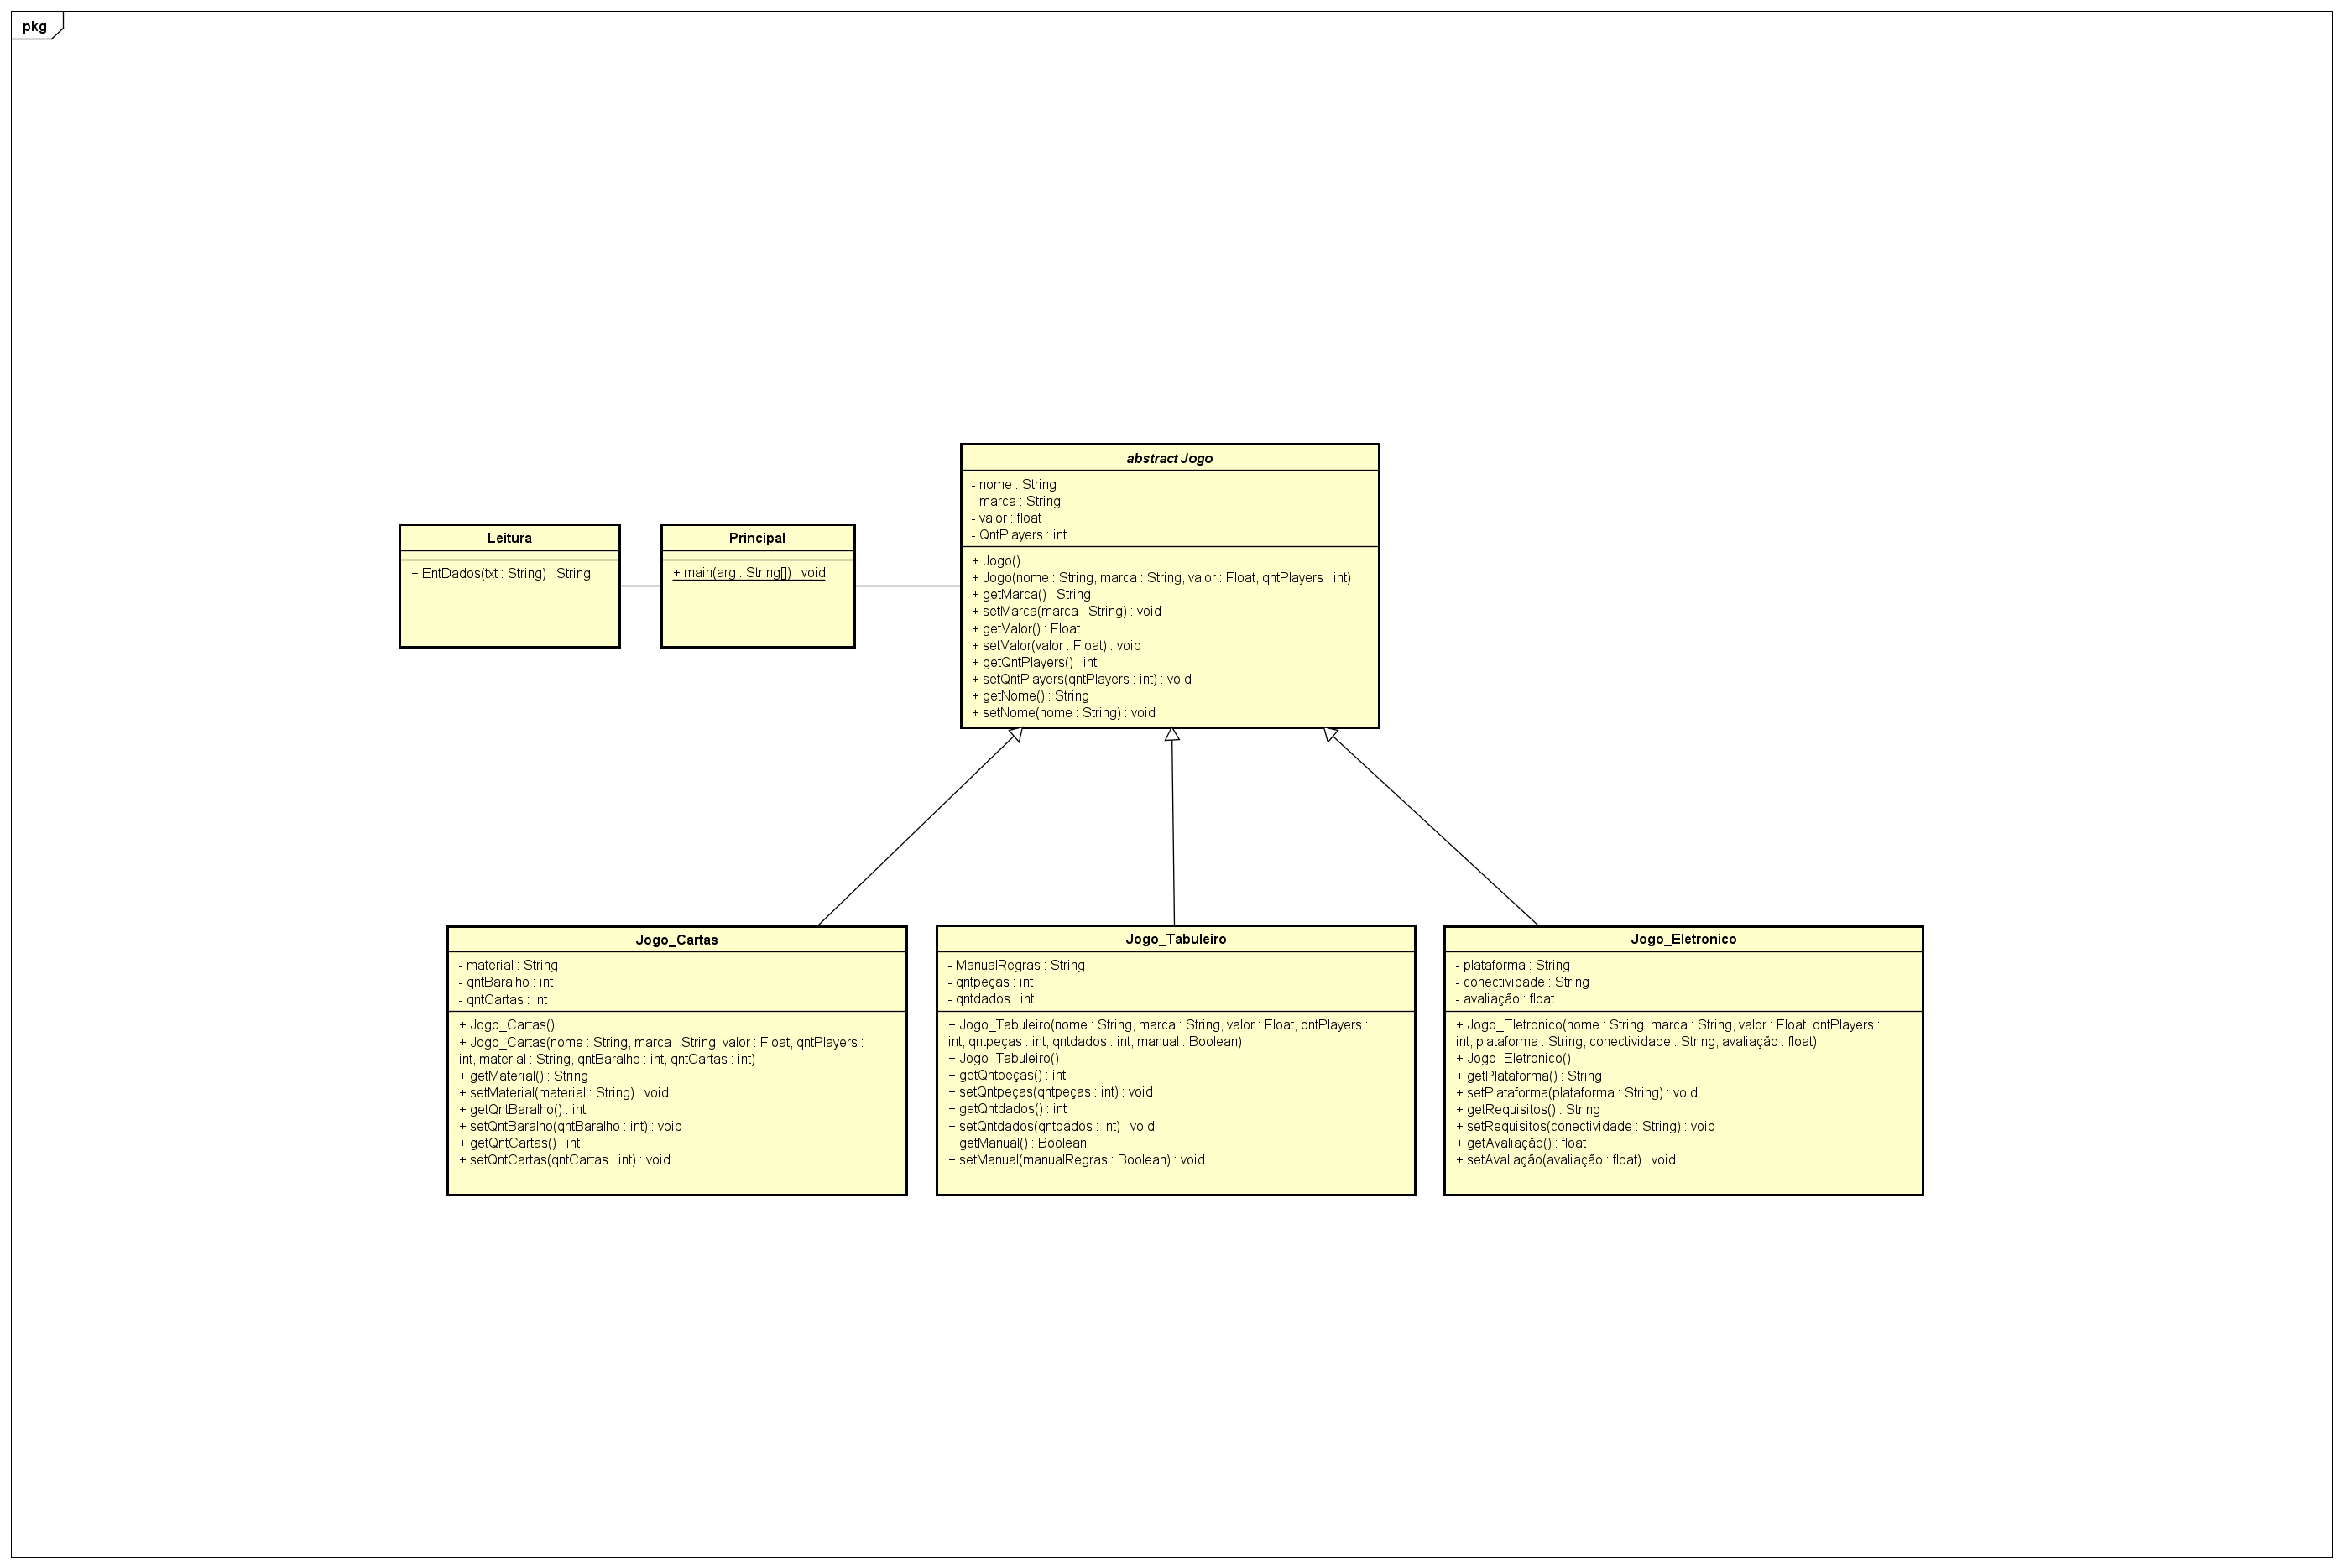 pkg
abstract Jogo
- nome : String
- marca : String
- valor : float
- QntPlayers : int
+ Jogo()
+ Jogo(nome : String, marca : String, valor : Float, qntPlayers : int)
+ getMarca() : String
+ setMarca(marca : String) : void
+ getValor() : Float
+ setValor(valor : Float) : void
+ getQntPlayers() : int
+ setQntPlayers(qntPlayers : int) : void
+ getNome() : String
+ setNome(nome : String) : void
Leitura
+ EntDados(txt : String) : String
Principal
+ main(arg : String[]) : void
Jogo_Cartas
- material : String
- qntBaralho : int
- qntCartas : int
+ Jogo_Cartas()
+ Jogo_Cartas(nome : String, marca : String, valor : Float, qntPlayers :
int, material : String, qntBaralho : int, qntCartas : int)
+ getMaterial() : String
+ setMaterial(material : String) : void
+ getQntBaralho() : int
+ setQntBaralho(qntBaralho : int) : void
+ getQntCartas() : int
+ setQntCartas(qntCartas : int) : void
Jogo_Tabuleiro
- ManualRegras : String
- qntpeças : int
- qntdados : int
+ Jogo_Tabuleiro(nome : String, marca : String, valor : Float, qntPlayers :
int, qntpeças : int, qntdados : int, manual : Boolean)
+ Jogo_Tabuleiro()
+ getQntpeças() : int
+ setQntpeças(qntpeças : int) : void
+ getQntdados() : int
+ setQntdados(qntdados : int) : void
+ getManual() : Boolean
+ setManual(manualRegras : Boolean) : void
Jogo_Eletronico
- plataforma : String
- conectividade : String
- avaliação : float
+ Jogo_Eletronico(nome : String, marca : String, valor : Float, qntPlayers :
int, plataforma : String, conectividade : String, avaliação : float)
+ Jogo_Eletronico()
+ getPlataforma() : String
+ setPlataforma(plataforma : String) : void
+ getRequisitos() : String
+ setRequisitos(conectividade : String) : void
+ getAvaliação() : float
+ setAvaliação(avaliação : float) : void